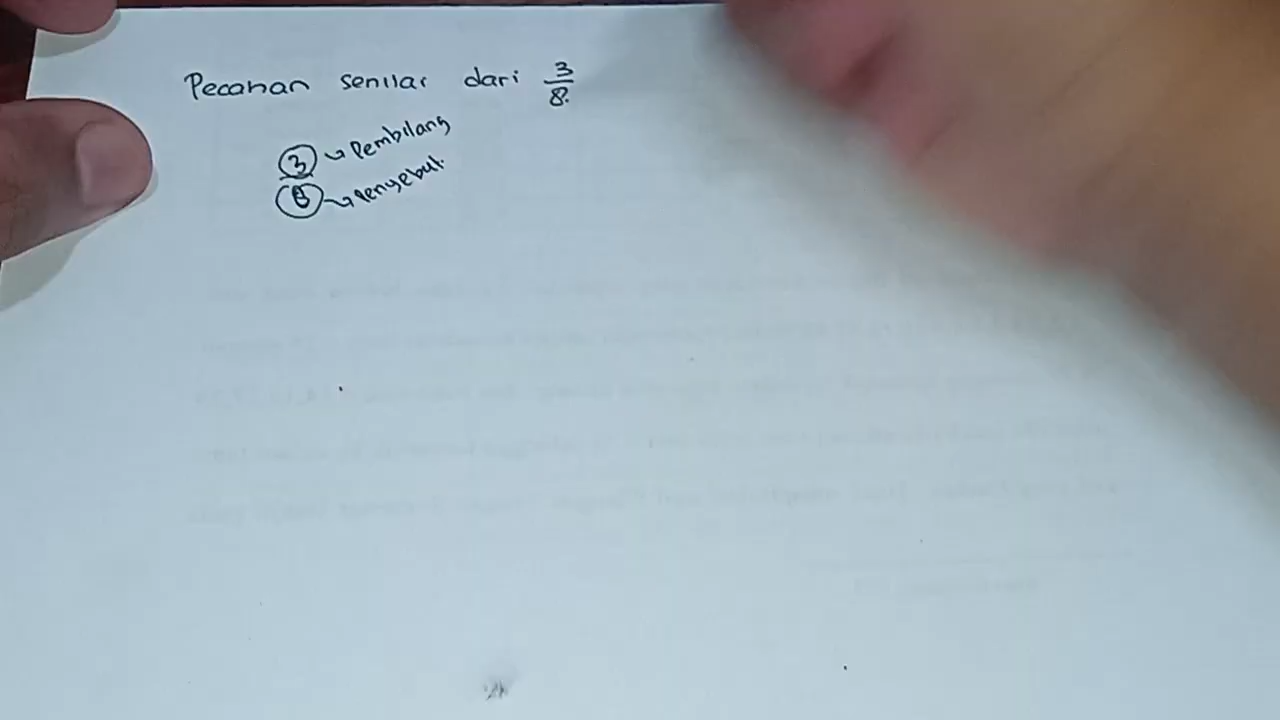 Pecahan senilai dari 3/8.
3 → Pembilang
8 → Penyebut.